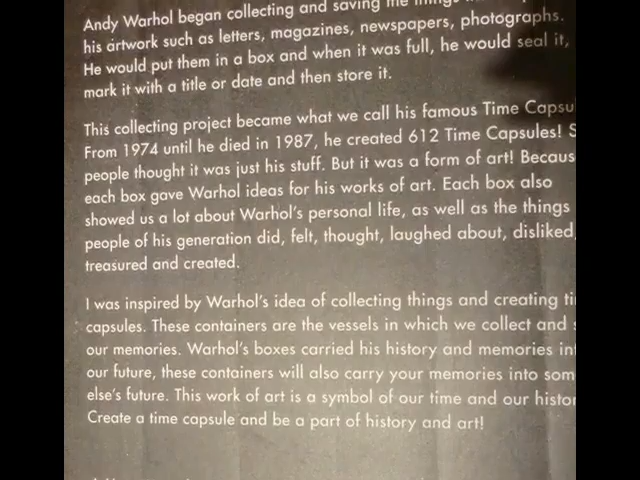 Andy Warhol began collecting and saving the things
his artwork such as letters, magazines, newspapers, photographs.
He would put them in a box and when it was full, he would seal it,
mark it with a title or date and then store it.
This collecting project became what we call his famous Time Capsu
From 1974 until he died in 1987, he created 612 Time Capsules! S
people thought it was just his stuff. But it was a form of art! Becaus
each box gave Warhol ideas for his works of art. Each box also
showed us a lot about Warhol's personal life, as well as the things
people of his generation did, felt, thought, laughed about, disliked,
treasured and created.
I was inspired by Warhol's idea of collecting things and creating ti
capsules. These containers are the vessels in which we collect and s
our memories. Warhol's boxes carried his history and memories int
our future, these containers will also carry your memories into som
else's future. This work of art is a symbol of our time and our histor
Create a time capsule and be a part of history and art!